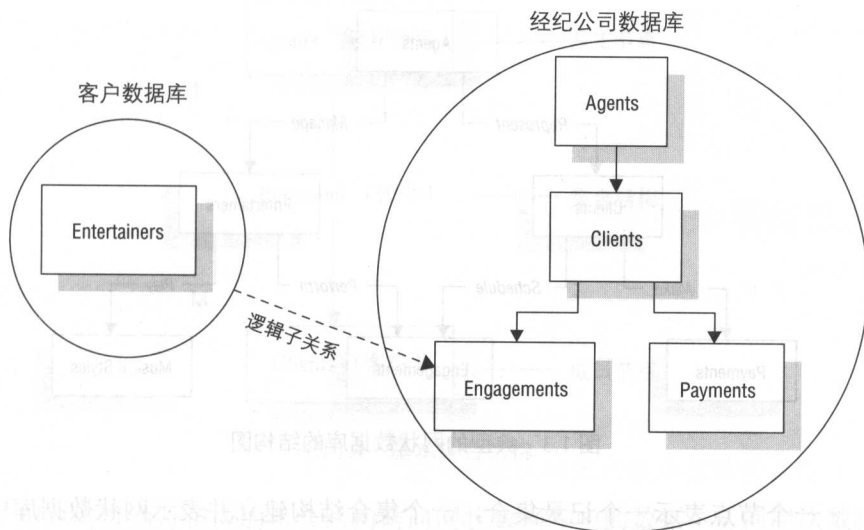 经纪公司数据库
客户数据库
Agents
Entertainers
Clients
逻辑子关系
Engagements
Payments